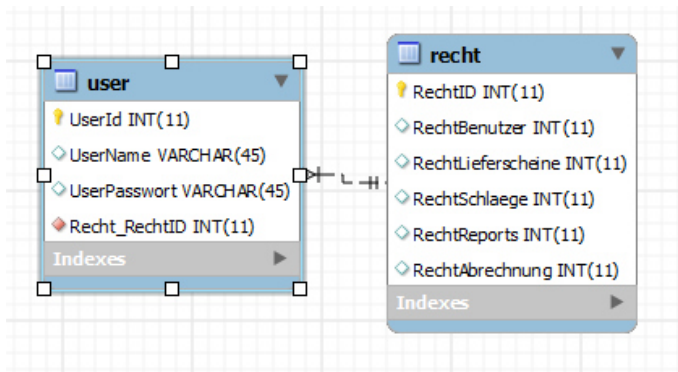 user
UserId INT(11)
UserName VARCHAR(45)
UserPasswort VARCHAR(45)
Recht_RechtID INT(11)
Indexes
recht
RechtID INT(11)
RechtBenutzer INT(11)
RechtLieferscheine INT(11)
RechtSchlaege INT(11)
RechtReports INT(11)
RechtAbrechnung INT(11)
Indexes